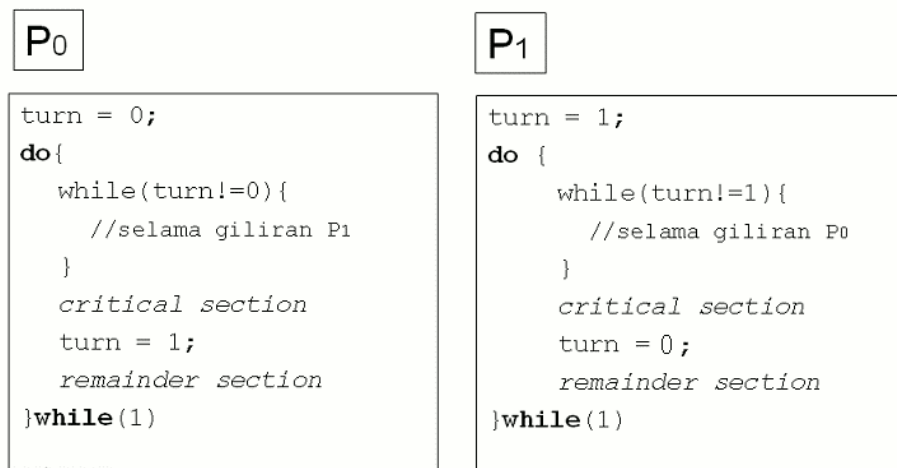 P0
turn = 0;
do{
while(turn!=0){
//selama giliran P1
}
critical section
turn = 1;
remainder section
}while(1)
P1
turn = 1;
do {
while(turn!=1){
//selama giliran P0
}
critical section
turn = 0;
remainder section
}while(1)